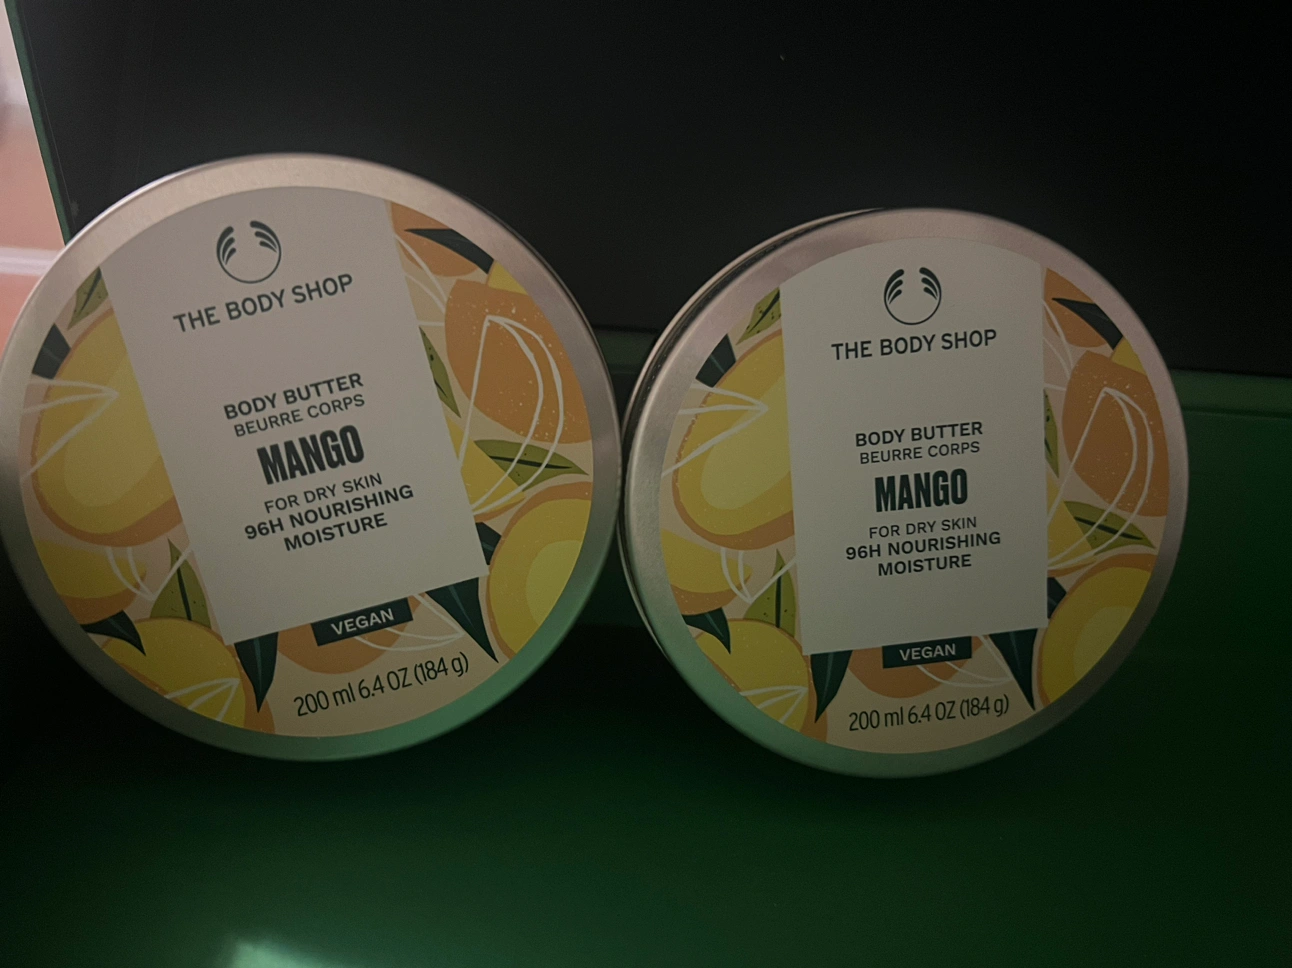 THE BODY SHOP
BODY BUTTER
BEURRE CORPS
MANGO
FOR DRY SKIN
96H NOURISHING
MOISTURE
VEGAN
200 ml 6.4 OZ (184 g)
THE BODY SHOP
BODY BUTTER
BEURRE CORPS
MANGO
FOR DRY SKIN
96H NOURISHING
MOISTURE
VEGAN
200 ml 6.4 OZ (184 g)